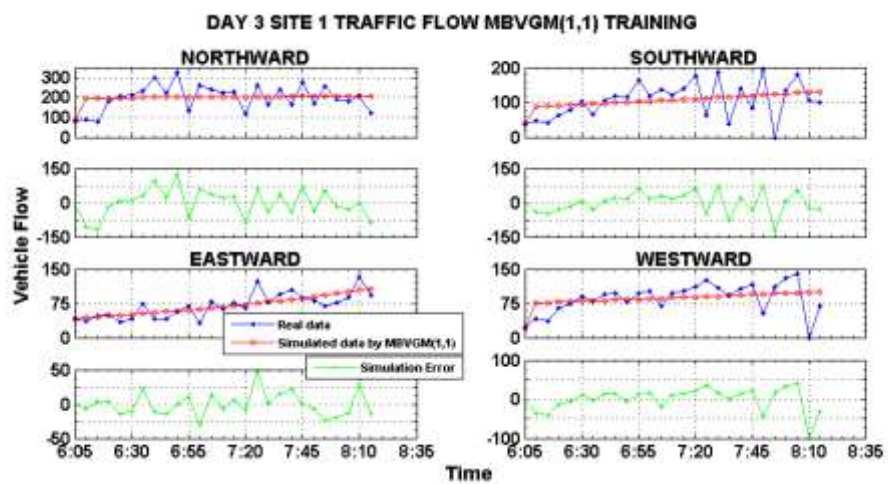 DAY 3 SITE 1 TRAFFIC FLOW MBVGM(1,1) TRAINING
NORTHWARD
SOUTHWARD
300
200
100
0
200
100
0
150
0
-150
150
0
-150
Vehicle Flow
EASTWARD
WESTWARD
150
75
0
150
75
0
Real data
Simulated data by MBVGM(1,1)
Simulation Error
50
0
-50
100
0
-100
6:05 6:30 6:55 7:20 7:45 8:10 8:35
6:05 6:30 6:55 7:20 7:45 8:10 8:36
Time